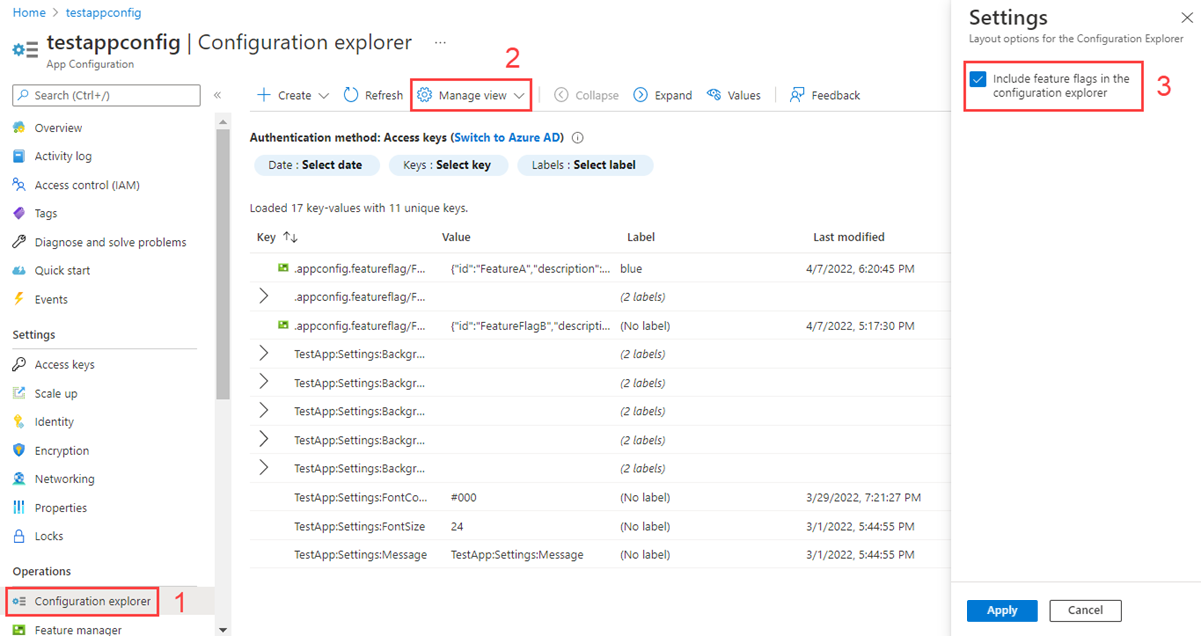 Home > testappconfig
testappconfig | Configuration explorer ...
App Configuration
Search (Ctrl+/)
«
Overview
Activity log
Access control (IAM)
Tags
Diagnose and solve problems
Quick start
Events
Settings
Access keys
Scale up
Identity
Encryption
Networking
Properties
Locks
Operations
Configuration explorer 1
Feature manager
2
Create Refresh Manage view Collapse Expand Values Feedback
Authentication method: Access keys (Switch to Azure AD)
Date : Select date Keys : Select key Labels : Select label
Loaded 17 key-values with 11 unique keys.
Key ↑↓ Value Label Last modified
.appconfig.featureflag/F... {"id":"FeatureA","description":... blue 4/7/2022, 6:20:45 PM
.appconfig.featureflag/F... (2 labels)
.appconfig.featureflag/F... {"id":"FeatureFlagB","descripti... (No label) 4/7/2022, 5:17:30 PM
TestApp:Settings:Backgr... (2 labels)
TestApp:Settings:Backgr... (2 labels)
TestApp:Settings:Backgr... (2 labels)
TestApp:Settings:Backgr... (2 labels)
TestApp:Settings:Backgr... (2 labels)
TestApp:Settings:FontCo... #000 (No label) 3/29/2022, 7:21:27 PM
TestApp:Settings:FontSize 24 (No label) 3/1/2022, 5:44:55 PM
TestApp:Settings:Message TestApp:Settings:Message (No label) 3/1/2022, 5:44:55 PM
Settings
Layout options for the Configuration Explorer
Include feature flags in the
configuration explorer
3
Apply Cancel